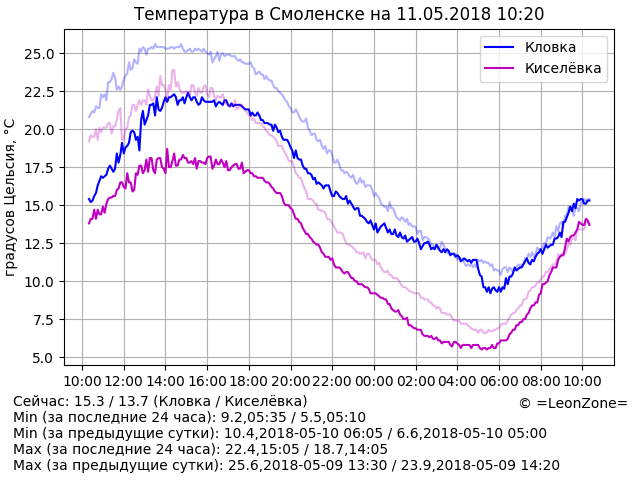 Температура в Смоленске на 11.05.2018 10:20
Кловка
Киселёвка
градусов Цельсия, °C
25.0
22.5
20.0
17.5
15.0
12.5
10.0
7.5
5.0
10:00 12:00 14:00 16:00 18:00 20:00 22:00 00:00 02:00 04:00 06:00 08:00 10:00
Сейчас: 15.3 / 13.7 (Кловка / Киселёвка)
© =LeonZone=
Min (за последние 24 часа): 9.2,05:35 / 5.5,05:10
Min (за предыдущие сутки): 10.4,2018-05-10 06:05 / 6.6,2018-05-10 05:00
Max (за последние 24 часа): 22.4,15:05 / 18.7,14:05
Max (за предыдущие сутки): 25.6,2018-05-09 13:30 / 23.9,2018-05-09 14:20